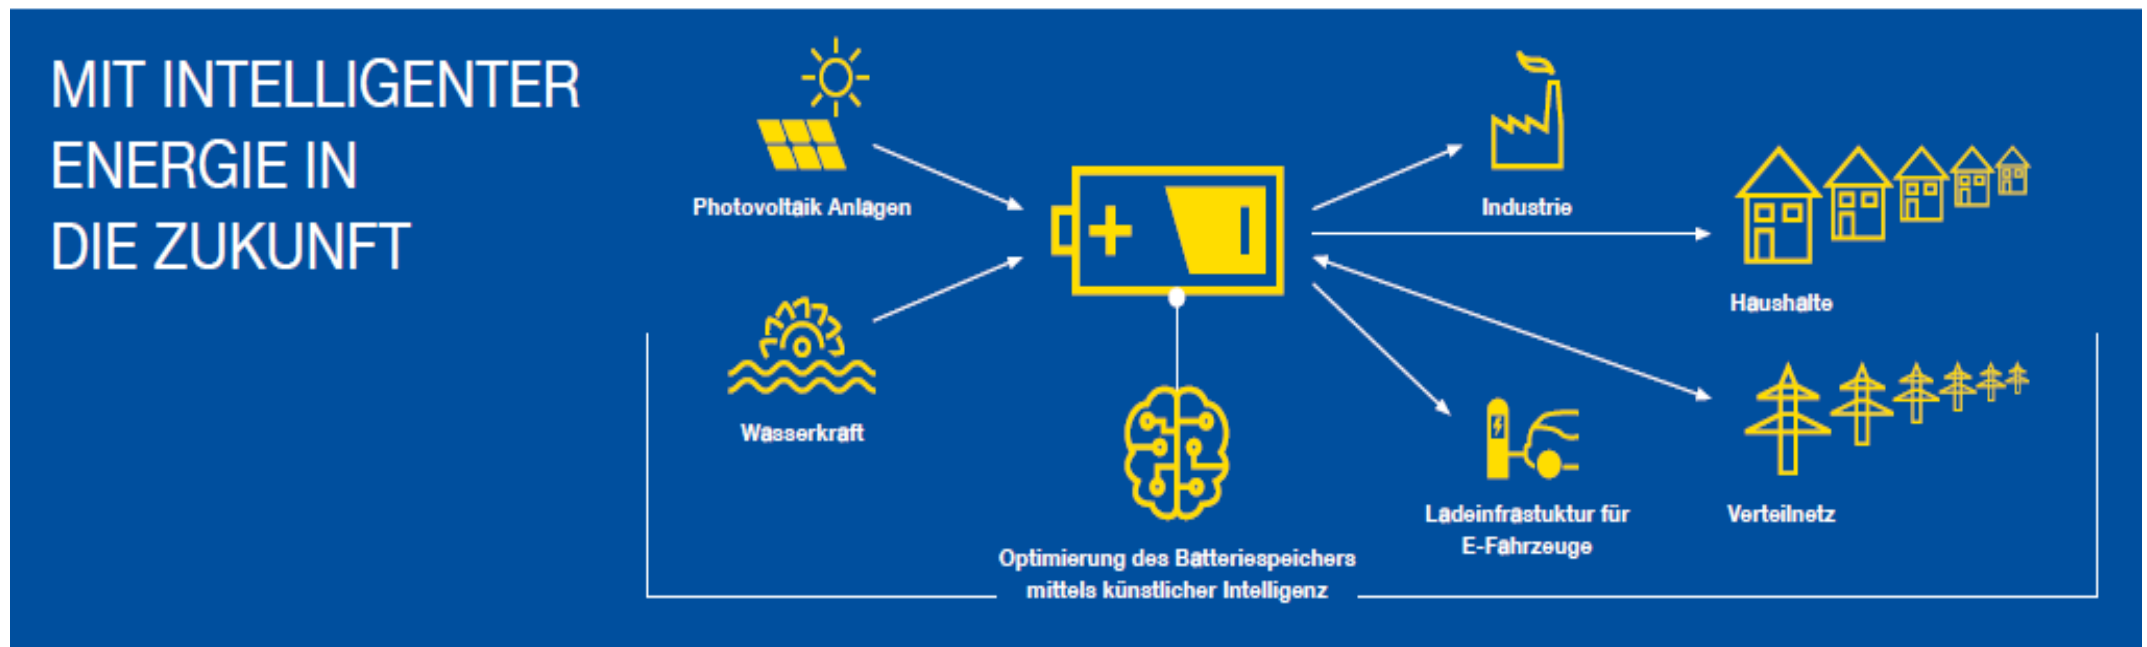 MIT INTELLIGENTER
ENERGIE IN
DIE ZUKUNFT
Photovoltaik Anlagen
Wasserkraft
Optimierung des Batteriespeichers
mittels künstlicher Intelligenz
Industrie
Haushalte
Ladeinfrastuktur für
E-Fahrzeuge
Verteilnetz